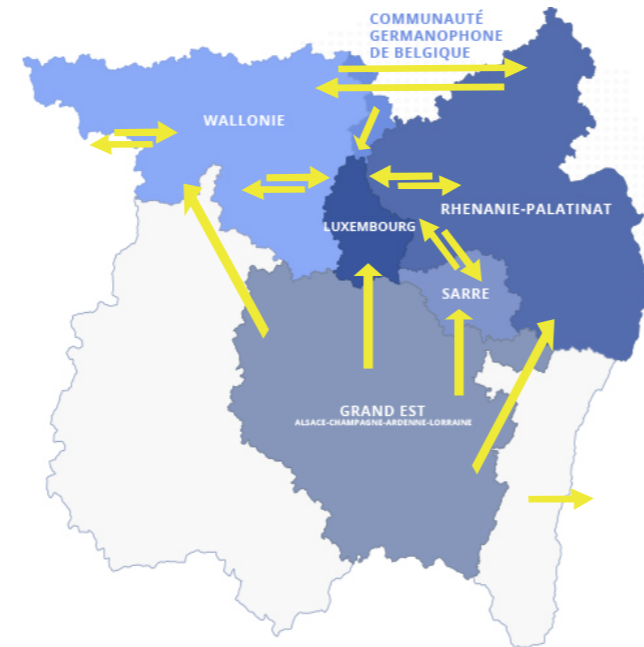 COMMUNAUTÉ
GERMANOPHONE
DE BELGIQUE
WALLONIE
RHENANIE-PALATINAT
LUXEMBOURG
SARRE
GRAND EST
ALSACE-CHAMPAGNE-ARDENNE-LORRAINE